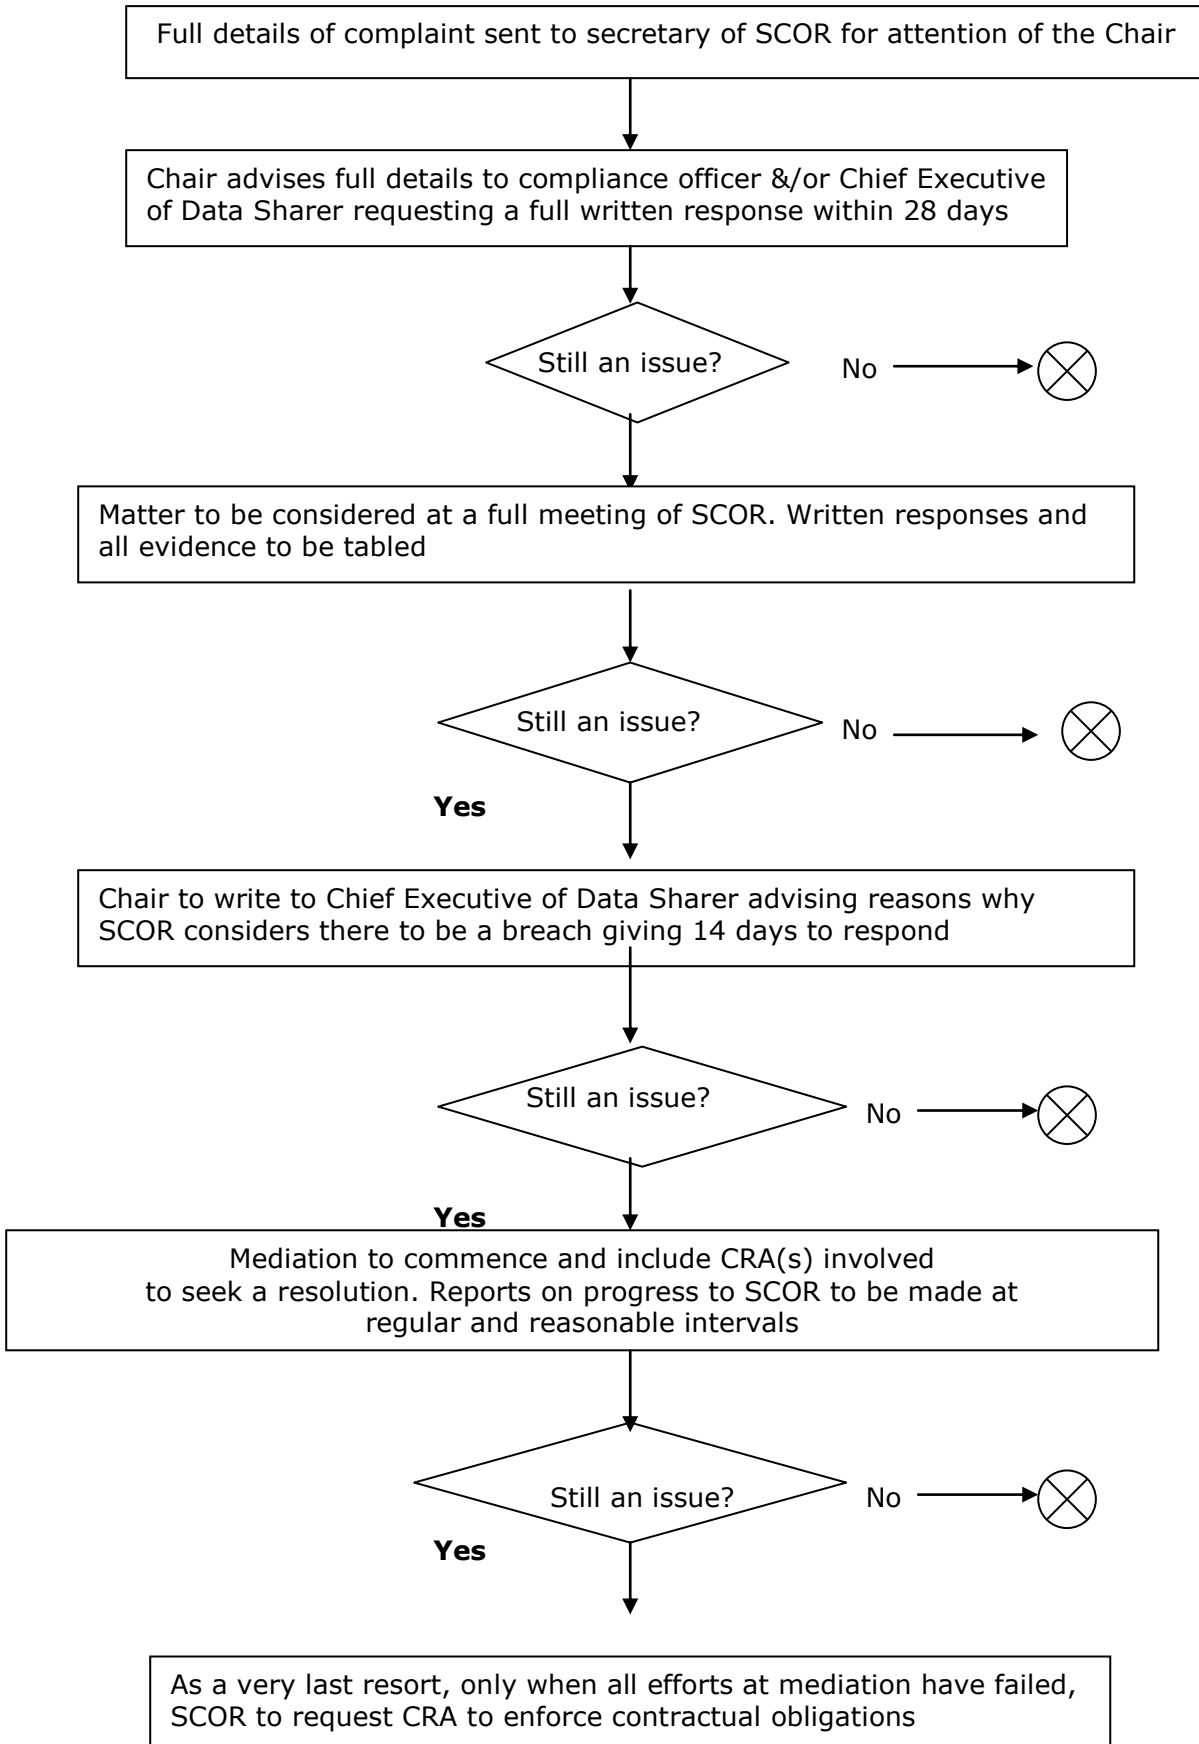 Full details of complaint sent to secretary of SCOR for attention of the Chair
Chair advises full details to compliance officer &/or Chief Executive
of Data Sharer requesting a full written response within 28 days
Still an issue?
No
Matter to be considered at a full meeting of SCOR. Written responses and
all evidence to be tabled
Still an issue?
No
Yes
Chair to write to Chief Executive of Data Sharer advising reasons why
SCOR considers there to be a breach giving 14 days to respond
Still an issue?
No
Yes
Mediation to commence and include CRA(s) involved
to seek a resolution. Reports on progress to SCOR to be made at
regular and reasonable intervals
Still an issue?
No
Yes
As a very last resort, only when all efforts at mediation have failed,
SCOR to request CRA to enforce contractual obligations